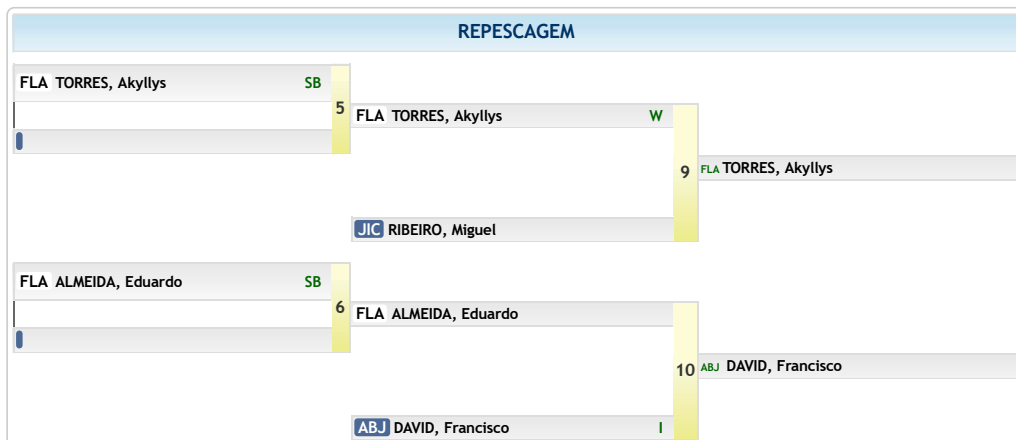 REPESCAGEM
FLA TORRES, Akyllys SB
5
FLA TORRES, Akyllys W
9
FLA TORRES, Akyllys
JIC RIBEIRO, Miguel
FLA ALMEIDA, Eduardo SB
6
FLA ALMEIDA, Eduardo
10
ABJ DAVID, Francisco
ABJ DAVID, Francisco I